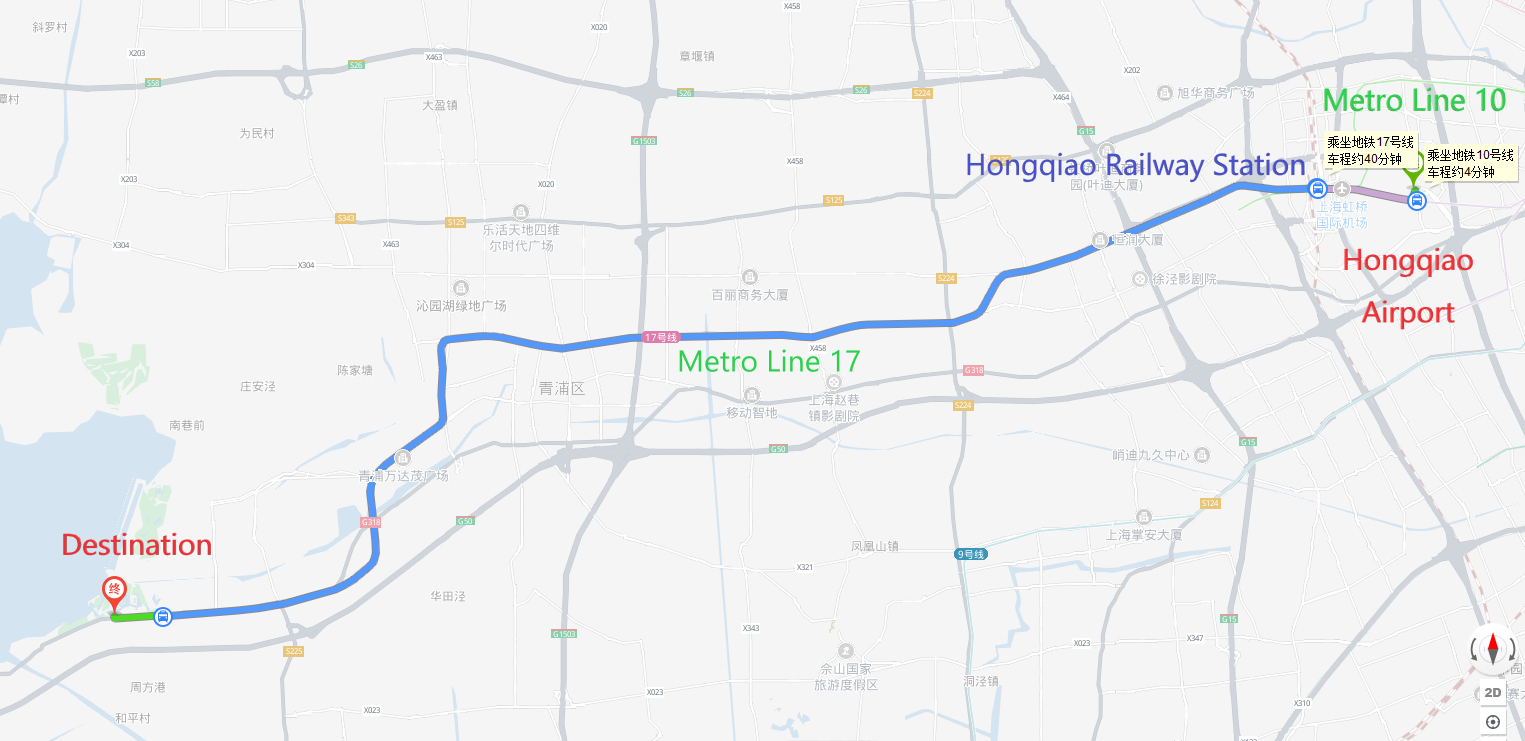 斜罗村
X203
X463
S58
S26
X020
X458
章堰镇
S26
S26
S224
X202
X464
旭华商务广场
Metro Line 10
大盈镇
为民村
X203
G1503
X458
G15
Hongqiao Railway Station
园(叶迪大厦)
乘坐地铁17号线
车程约40分钟
乘坐地铁10号线
车程约4分钟
X020
S343
S125
S125
乐活天地四维
尔时代广场
上海虹桥
国际机场
X304
X463
X304
恒润大厦
Hongqiao
Airport
沁园湖绿地广场
百丽商务大厦
S224
徐泾影剧院
17号线
X458
Metro Line 17
陈家塘
庄安泾
青浦区
G318
移动智地
上海赵巷
镇影剧院
S224
南巷前
G50
G15
峭迪九久中心
青浦万达茂广场
G318
G50
S124
上海掌安大厦
Destination
凤凰山镇
9号线
X321
终
华田泾
G1503
X343
G15
X023
X347
S225
佘山国家
旅游度假区
洞泾镇
周方港
X023
X023
和平村
X310
2D